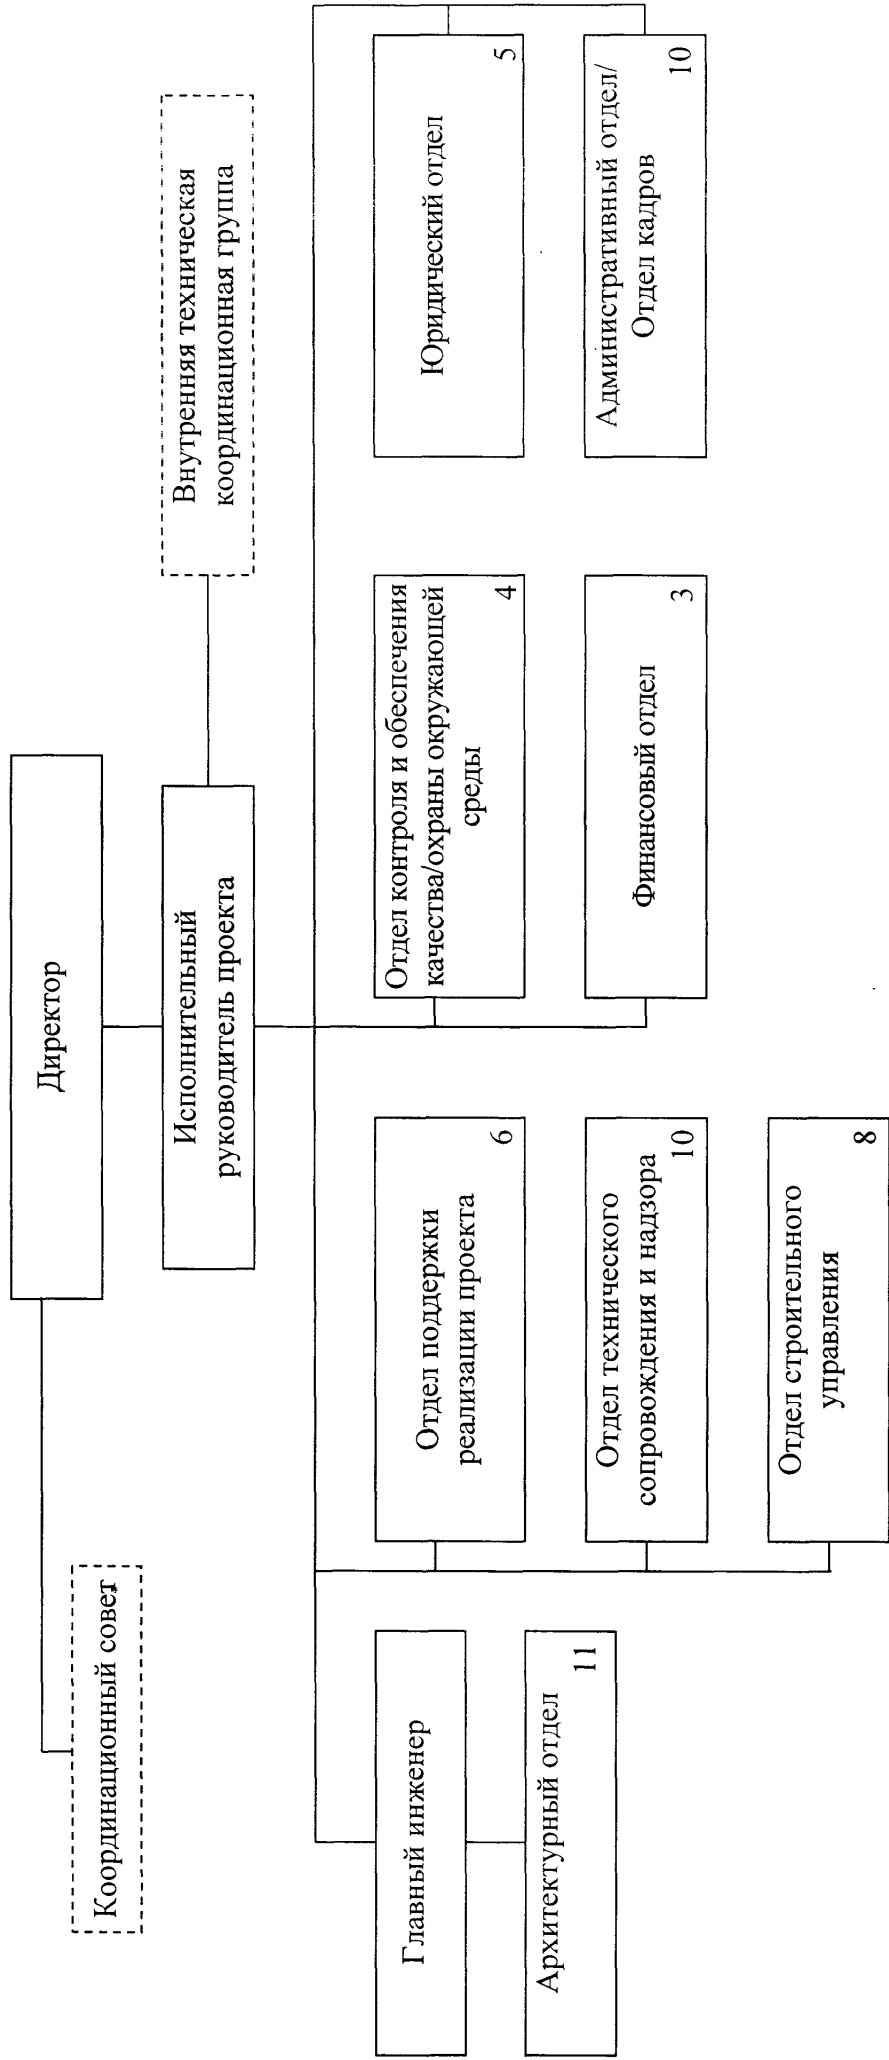 Директор
Координационный совет
Исполнительный
руководитель проекта
Внутренняя техническая
координационная группа
Главный инженер
Архитектурный отдел
11
Отдел поддержки
реализации проекта
6
Отдел технического
сопровождения и надзора
10
Отдел строительного
управления
8
Отдел контроля и обеспечения
качества/охраны окружающей
среды
4
Финансовый отдел
3
Юридический отдел
5
Административный отдел/
Отдел кадров
10